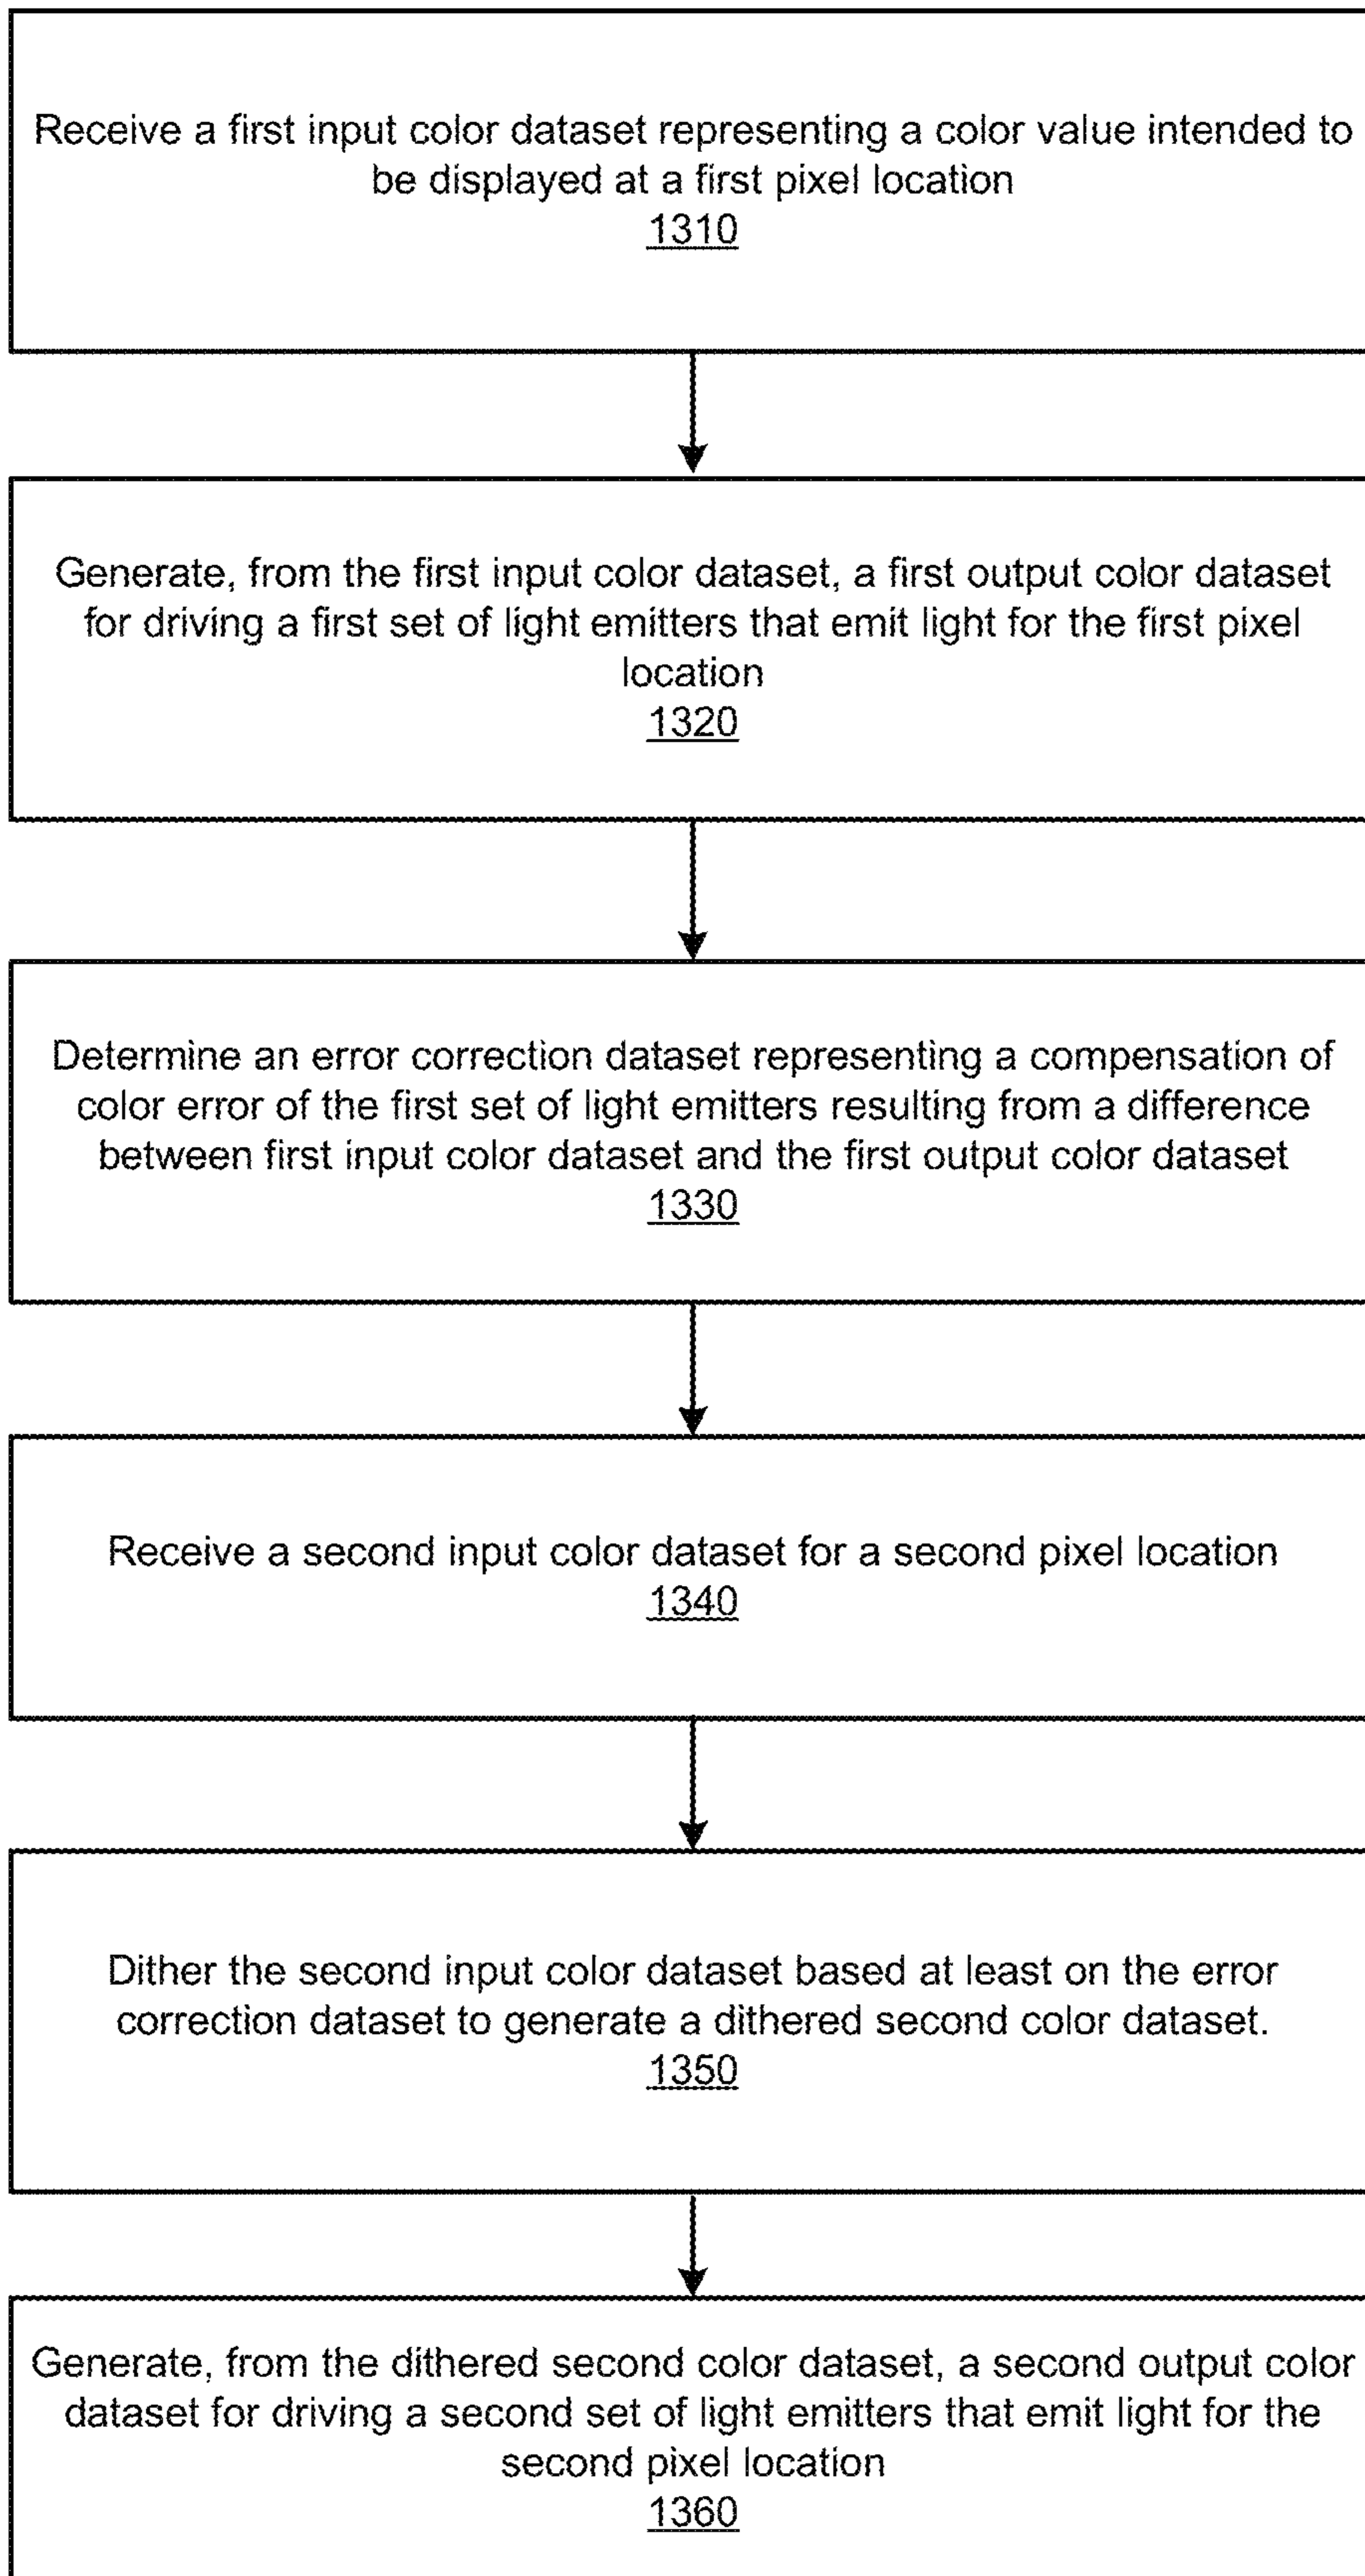 Receive a first input color dataset representing a color value intended to
be displayed at a first pixel location
1310
Generate, from the first input color dataset, a first output color dataset
for driving a first set of light emitters that emit light for the first pixel
location
1320
Determine an error correction dataset representing a compensation of
color error of the first set of light emitters resulting from a difference
between first input color dataset and the first output color dataset
1330
Receive a second input color dataset for a second pixel location
1340
Dither the second input color dataset based at least on the error
correction dataset to generate a dithered second color dataset.
1350
Generate, from the dithered second color dataset, a second output color
dataset for driving a second set of light emitters that emit light for the
second pixel location
1360